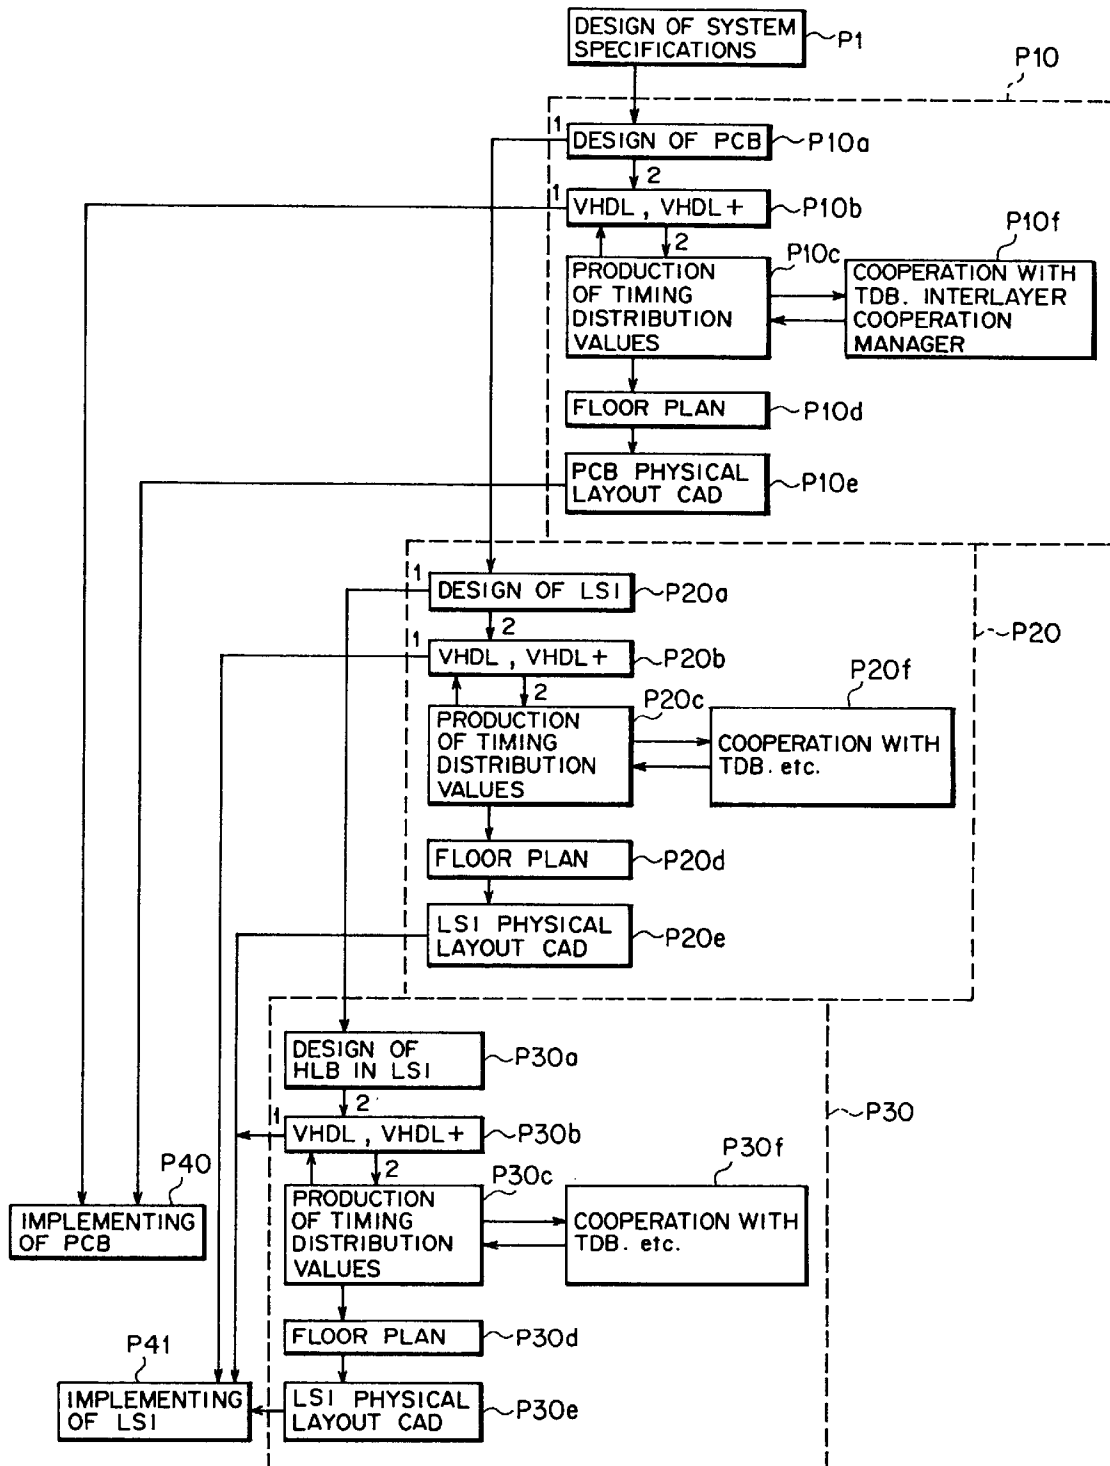 DESIGN OF SYSTEM
SPECIFICATIONS
P1
P10
1
DESIGN OF PCB
P10a
2
1
VHDL, VHDL+
P10b
2
P10c
P10f
PRODUCTION
OF TIMING
DISTRIBUTION
VALUES
COOPERATION WITH
TDB. INTERLAYER
COOPERATION
MANAGER
FLOOR PLAN
P10d
PCB PHYSICAL
LAYOUT CAD
P10e
1
DESIGN OF LSI
P20a
P20
2
1
VHDL, VHDL+
P20b
2
P20c
P20f
PRODUCTION
OF TIMING
DISTRIBUTION
VALUES
COOPERATION WITH
TDB. etc.
FLOOR PLAN
P20d
LSI PHYSICAL
LAYOUT CAD
P20e
DESIGN OF
HLB IN LSI
P30a
P30
2
1
VHDL, VHDL+
P30b
2
P30c
P30f
PRODUCTION
OF TIMING
DISTRIBUTION
VALUES
COOPERATION WITH
TDB. etc.
P40
IMPLEMENTING
OF PCB
FLOOR PLAN
P30d
P41
IMPLEMENTING
OF LSI
LSI PHYSICAL
LAYOUT CAD
P30e